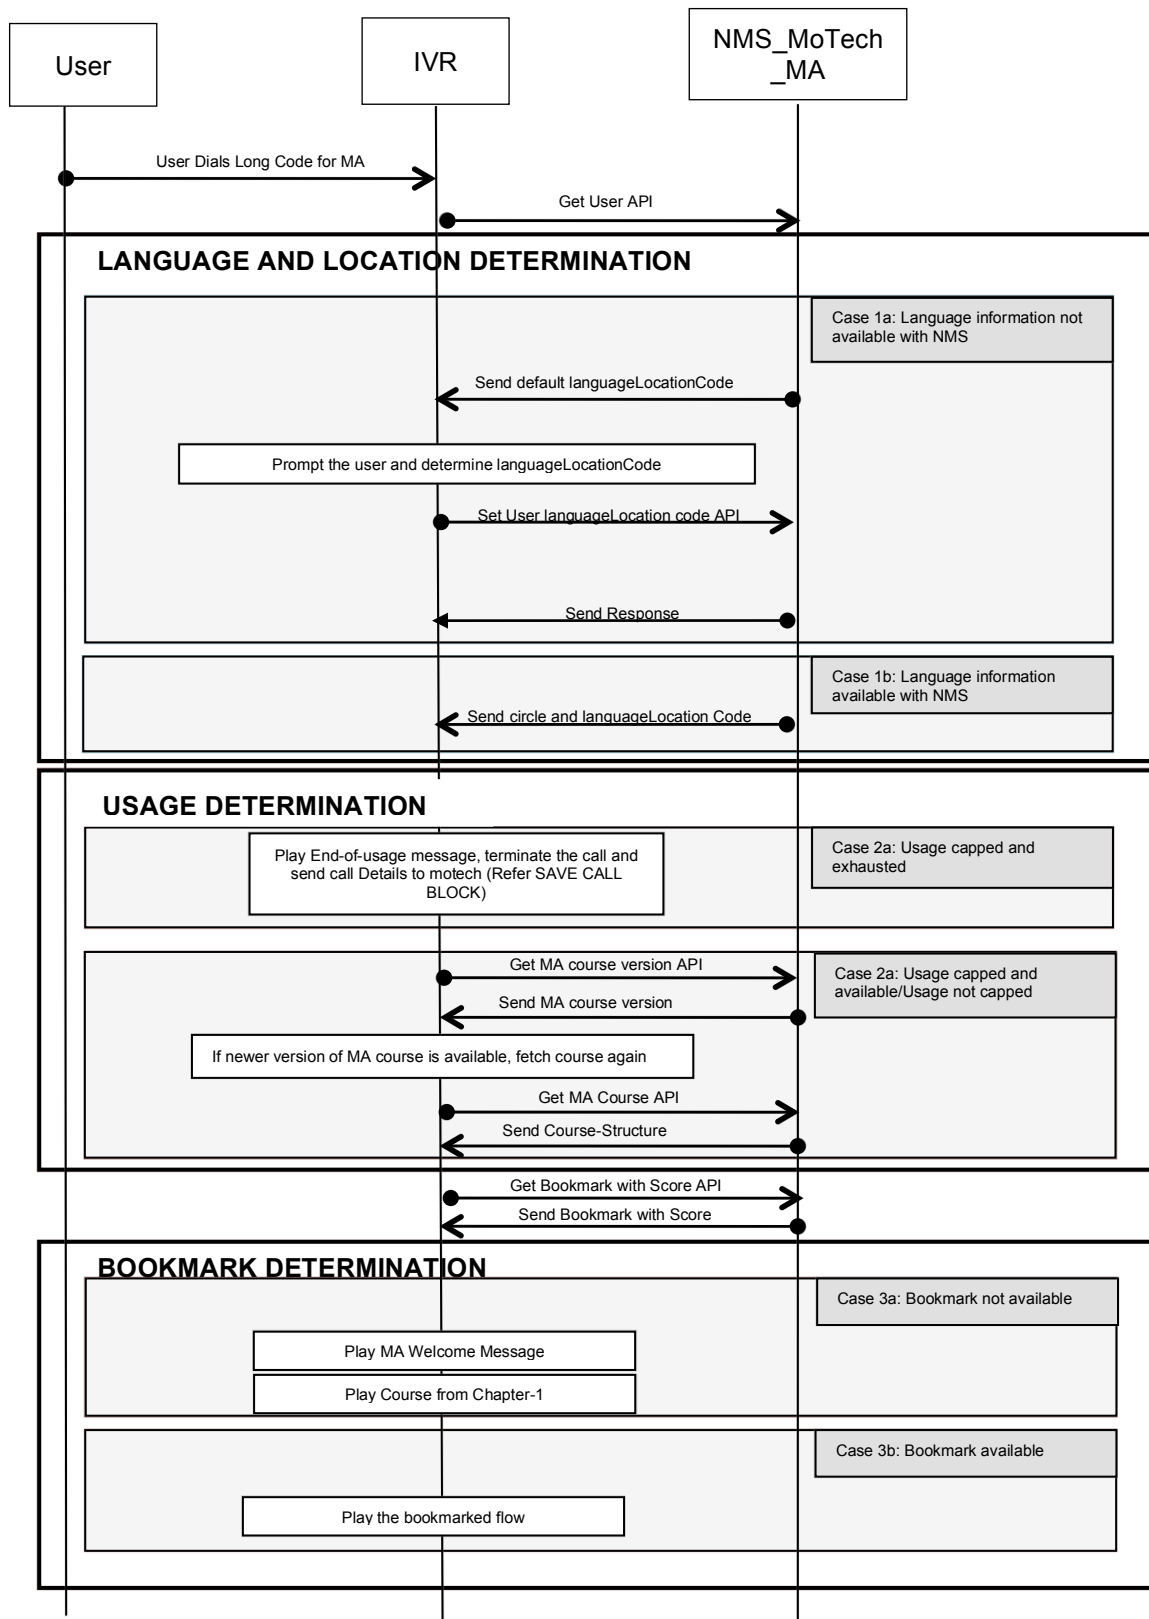 User
IVR
NMS_MoTech
_MA
User Dials Long Code for MA
Get User API
LANGUAGE AND LOCATION DETERMINATION
Case 1a: Language information not
available with NMS
Send default languageLocationCode
Prompt the user and determine languageLocationCode
Set User languageLocation code API
Send Response
Case 1b: Language information
available with NMS
Send circle and languageLocation Code
USAGE DETERMINATION
Case 2a: Usage capped and
exhausted
Play End-of-usage message, terminate the call and
send call Details to motech (Refer SAVE CALL
BLOCK)
Get MA course version API
Case 2a: Usage capped and
available/Usage not capped
Send MA course version
If newer version of MA course is available, fetch course again
Get MA Course API
Send Course-Structure
Get Bookmark with Score API
Send Bookmark with Score
BOOKMARK DETERMINATION
Case 3a: Bookmark not available
Play MA Welcome Message
Play Course from Chapter-1
Case 3b: Bookmark available
Play the bookmarked flow